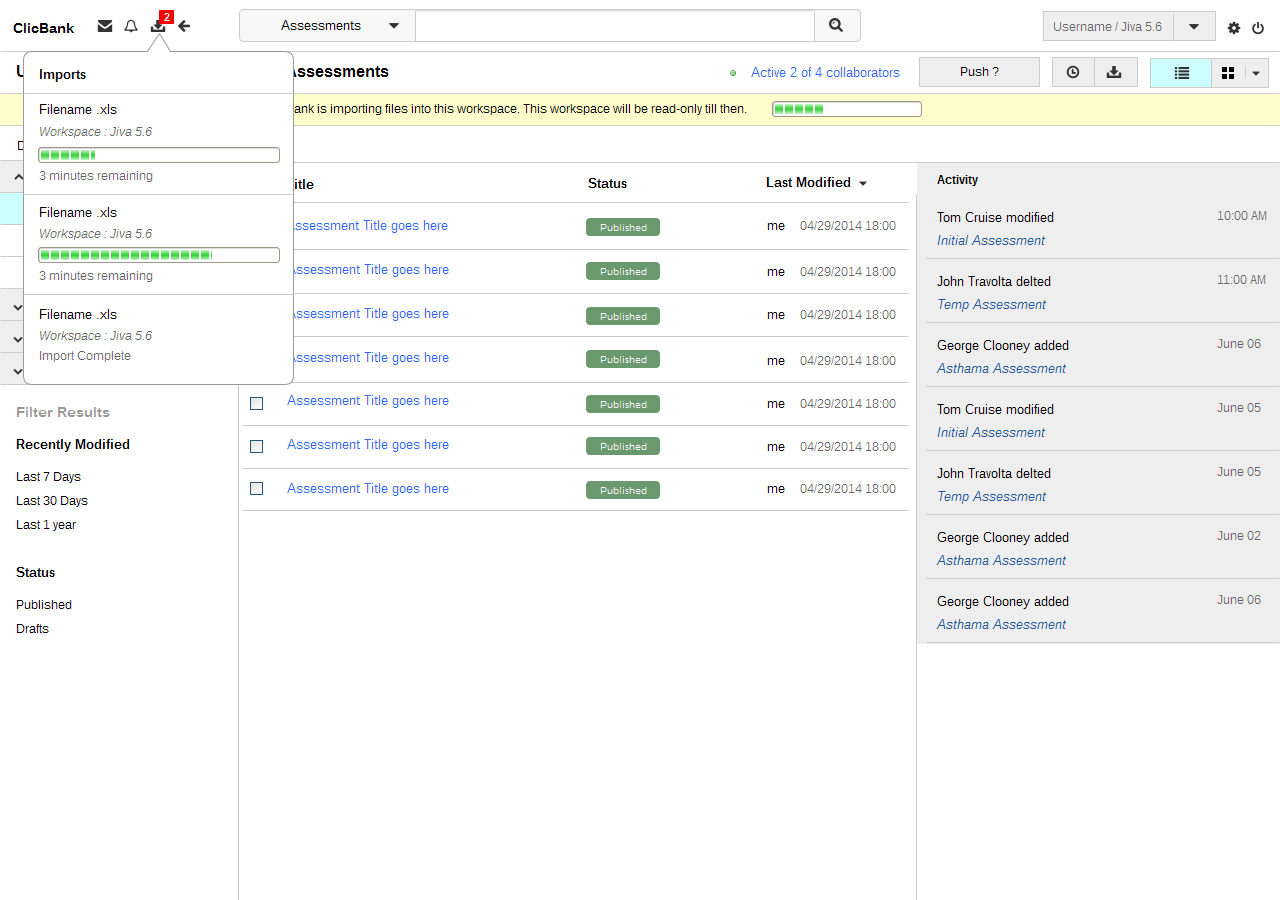 ClicBank
2
Assessments
Username / Jiva 5.6
Assessments
Active 2 of 4 collaborators
Push ?
ank is importing files into this workspace. This workspace will be read-only till then.
Imports
Filename .xls
Workspace : Jiva 5.6
3 minutes remaining
Filename .xls
Workspace : Jiva 5.6
3 minutes remaining
Filename .xls
Workspace : Jiva 5.6
Import Complete
Filter Results
Recently Modified
Last 7 Days
Last 30 Days
Last 1 year
Status
Published
Drafts
itle Status Last Modified
ssessment Title goes here Published me 04/29/2014 18:00
ssessment Title goes here Published me 04/29/2014 18:00
ssessment Title goes here Published me 04/29/2014 18:00
ssessment Title goes here Published me 04/29/2014 18:00
Assessment Title goes here Published me 04/29/2014 18:00
Assessment Title goes here Published me 04/29/2014 18:00
Assessment Title goes here Published me 04/29/2014 18:00
Activity
Tom Cruise modified 10:00 AM
Initial Assessment
John Travolta delted 11:00 AM
Temp Assessment
George Clooney added June 06
Asthama Assessment
Tom Cruise modified June 05
Initial Assessment
John Travolta delted June 05
Temp Assessment
George Clooney added June 02
Asthama Assessment
George Clooney added June 06
Asthama Assessment